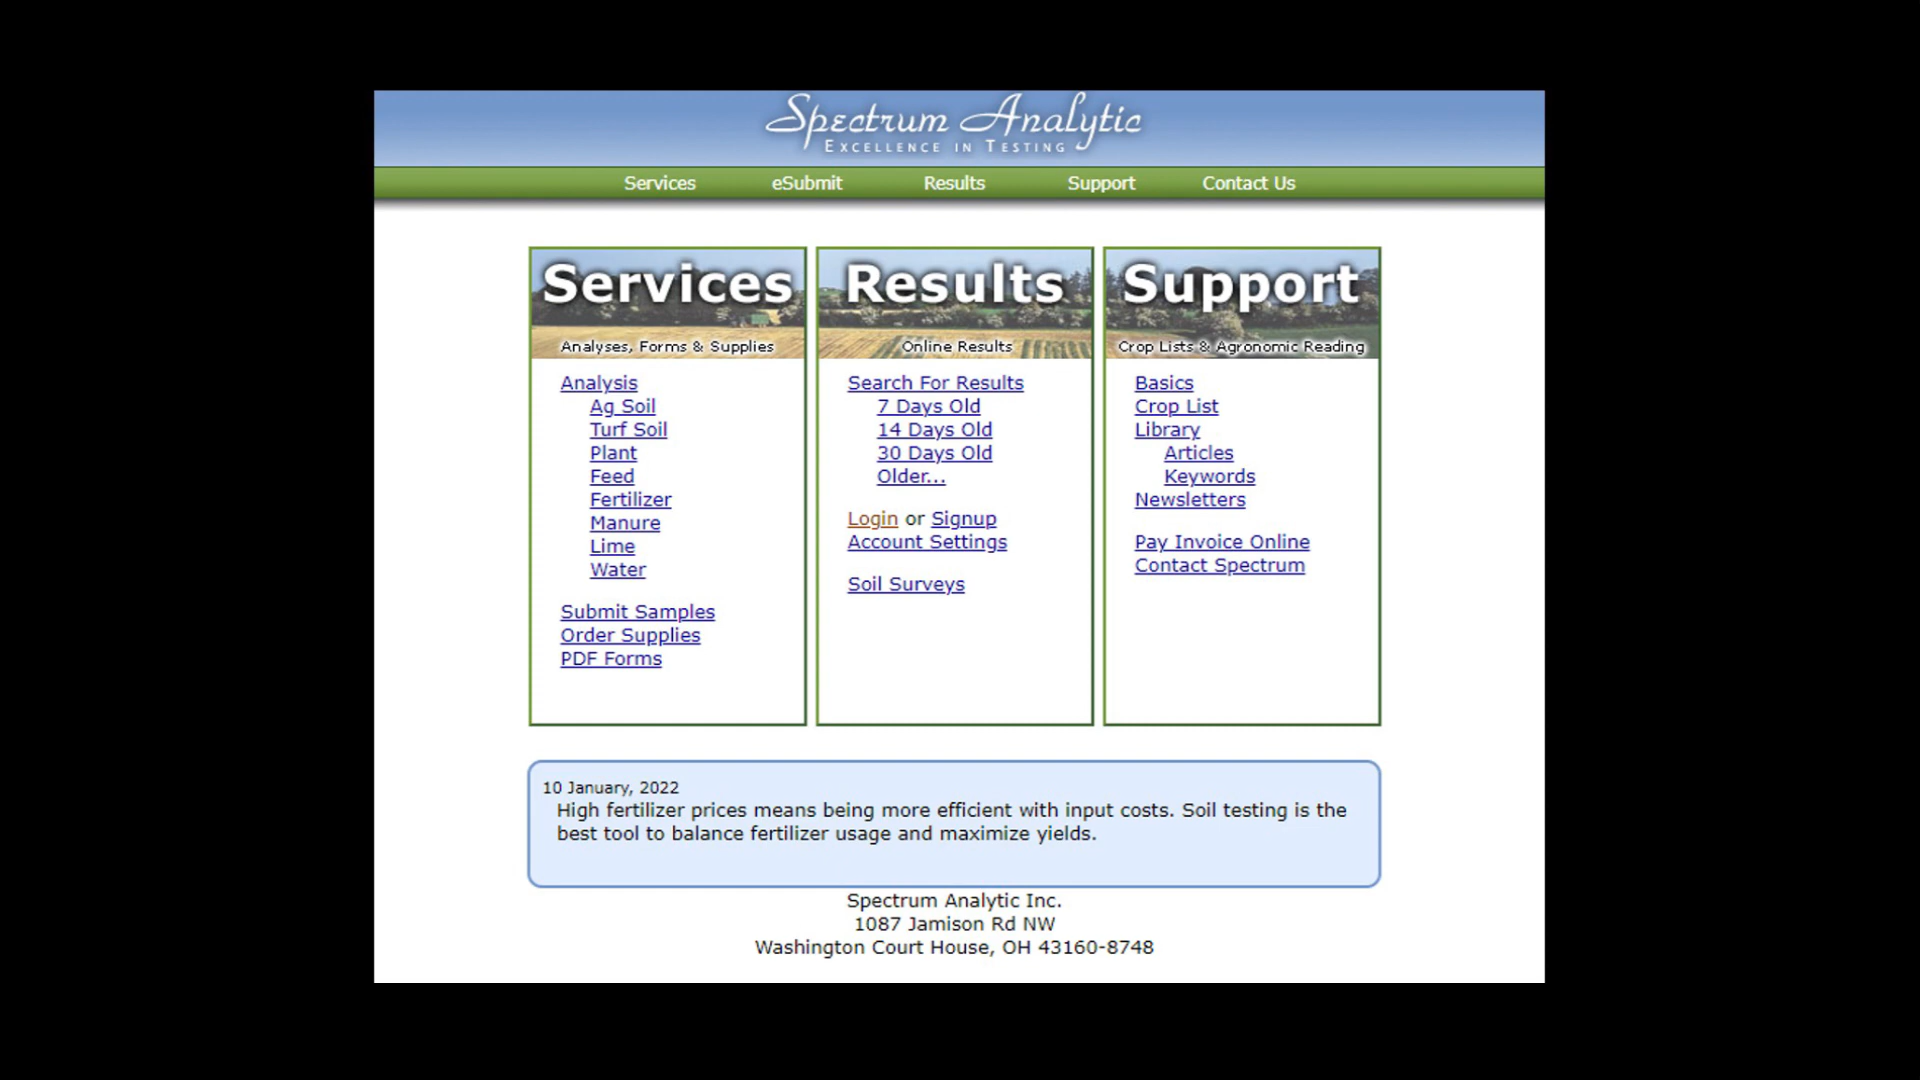 Spectrum Analytic
EXCELLENCE IN TESTING
Services eSubmit Results Support Contact Us
Services
Analyses, Forms & Supplies
Analysis
Ag Soil
Turf Soil
Plant
Feed
Fertilizer
Manure
Lime
Water
Submit Samples
Order Supplies
PDF Forms
Results
Online Results
Search For Results
7 Days Old
14 Days Old
30 Days Old
Older...
Login or Signup
Account Settings
Soil Surveys
Support
Crop Lists & Agronomic Reading
Basics
Crop List
Library
Articles
Keywords
Newsletters
Pay Invoice Online
Contact Spectrum
10 January, 2022
High fertilizer prices means being more efficient with input costs. Soil testing is the
best tool to balance fertilizer usage and maximize yields.
Spectrum Analytic Inc.
1087 Jamison Rd NW
Washington Court House, OH 43160-8748